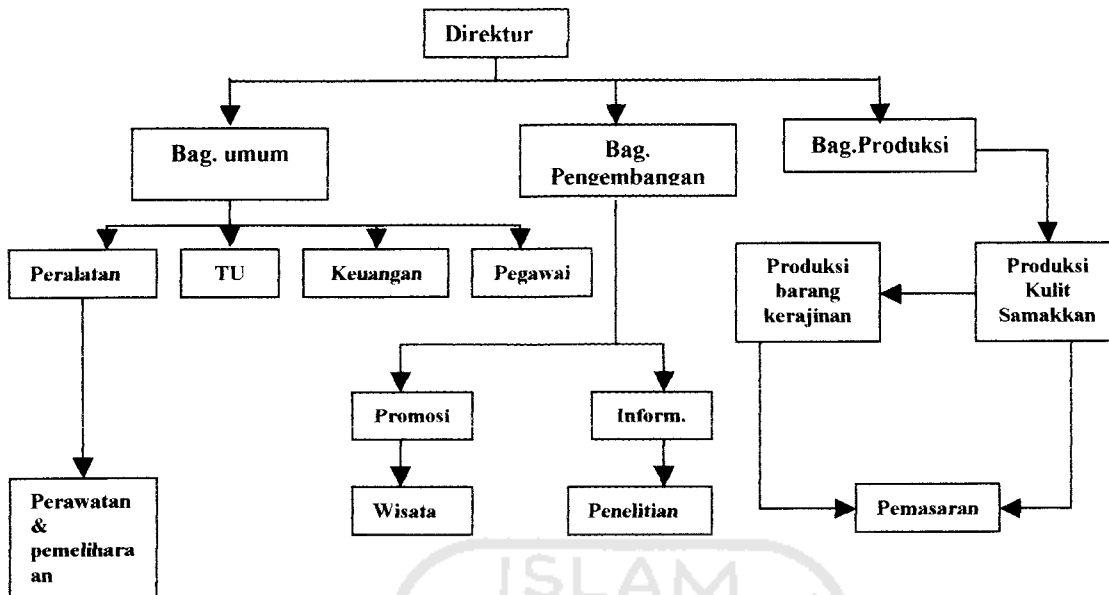 Direktur
Bag. umum
Bag.
Pengembangan
Bag.Produksi
Peralatan
TU
Keuangan
Pegawai
Produksi
barang
kerajinan
Produksi
Kulit
Samakkan
Promosi
Inform.
Perawatan
&
pemelihara
an
Wisata
Penelitian
Pemasaran
ISLAM